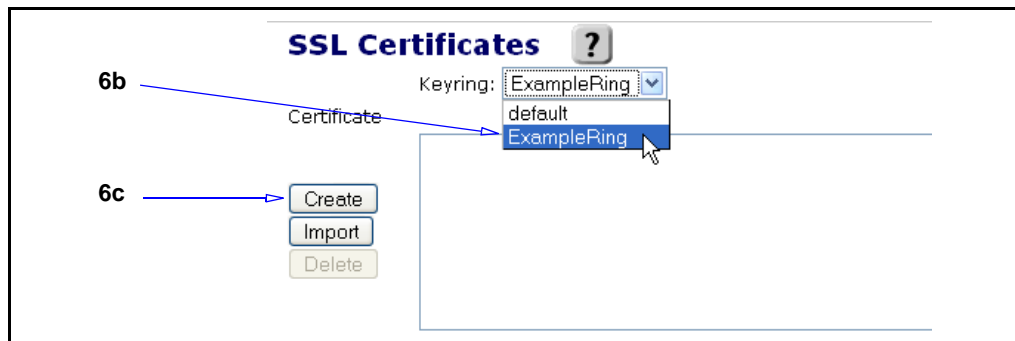 SSL Certificates ?
6b
Keyring: ExampleRing
Certificate
default
ExampleRing
6c
Create
Import
Delete